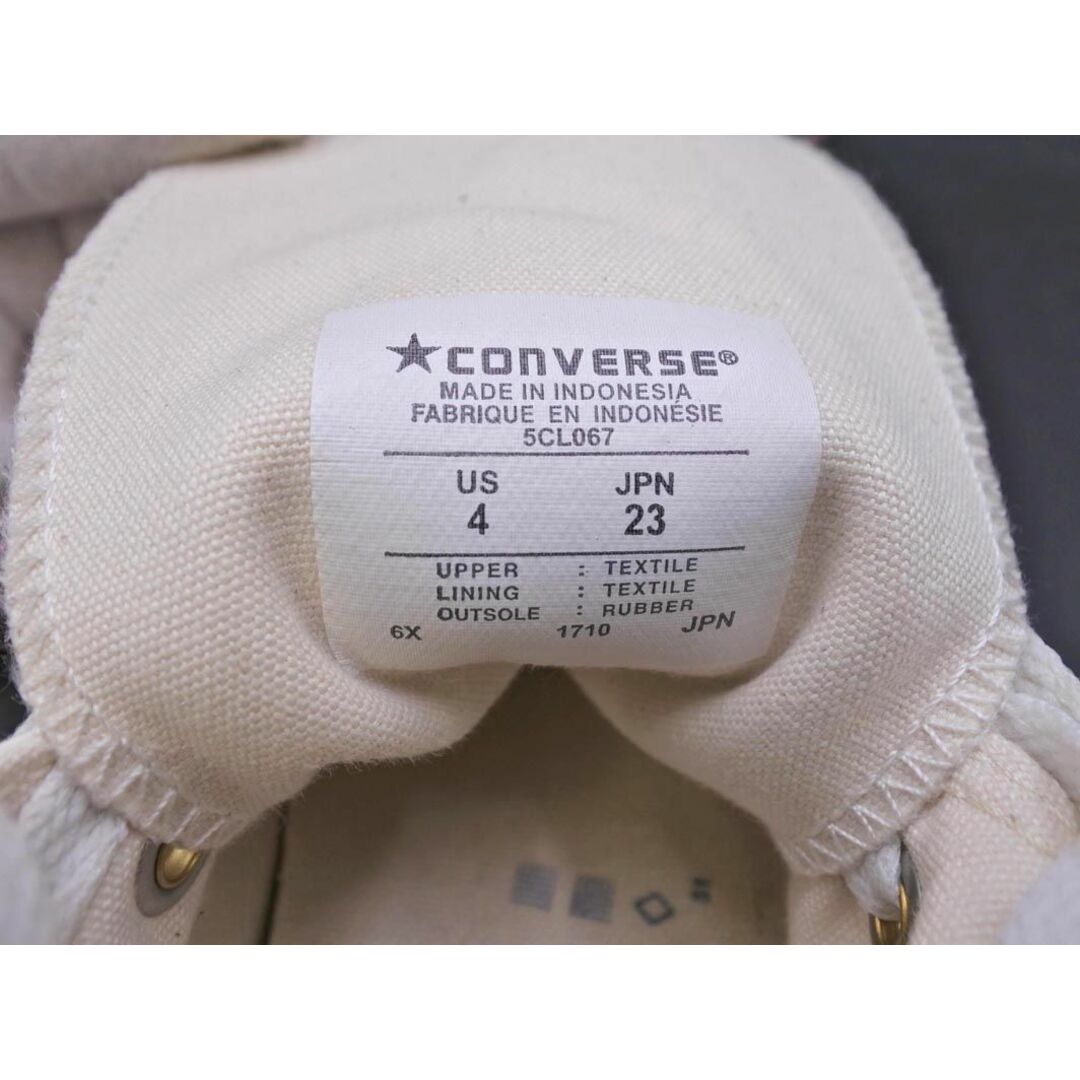 ★CONVERSE®
MADE IN INDONESIA
FABRIQUE EN INDONÉSIE
5CL067
US JPN
4 23
UPPER : TEXTILE
LINING : TEXTILE
OUTSOLE : RUBBER
6X 1710 JPN